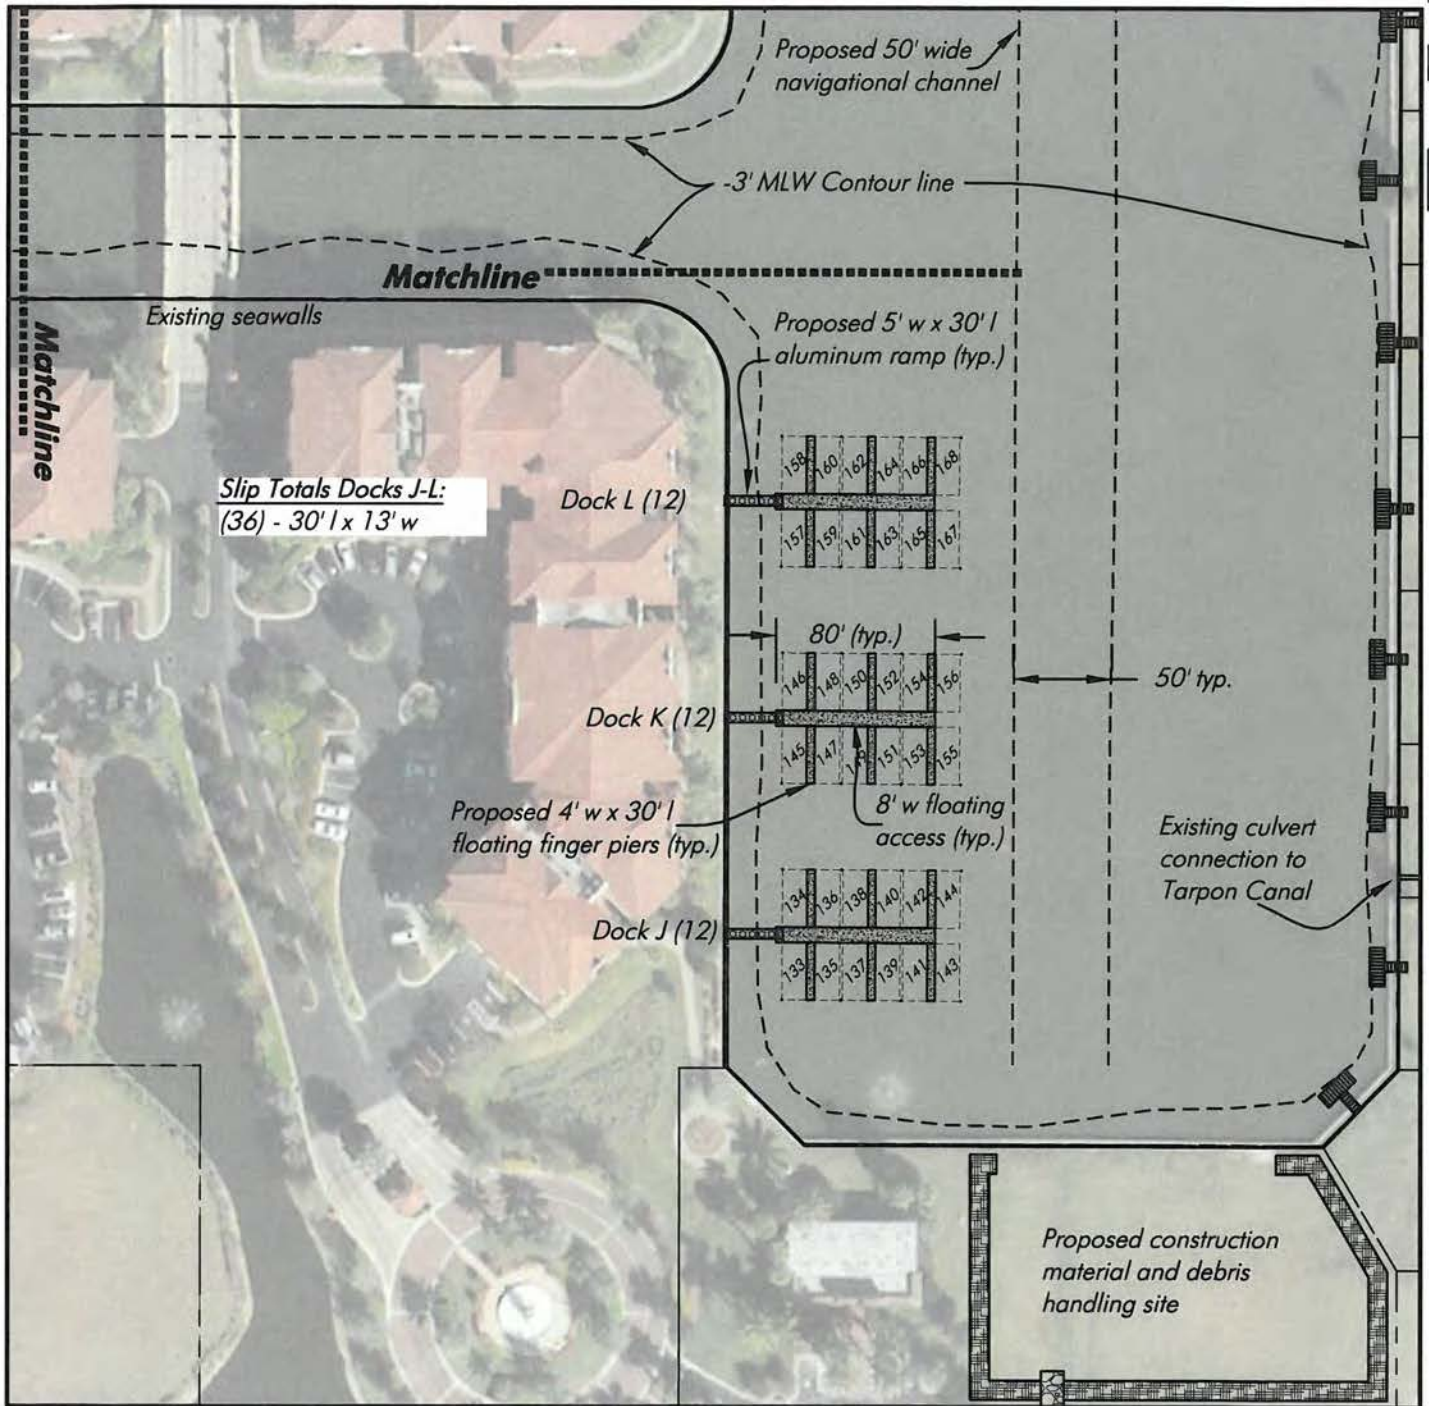 Proposed 50' wide
navigational channel
-3' MLW Contour line
Matchline
Existing seawalls
Matchline
Proposed 5' w x 30' l
aluminum ramp (typ.)
Slip Totals Docks J-L:
(36) - 30' l x 13' w
Dock L (12)
158 160 162 164 166 168
157 159 161 163 165 167
80' (typ.)
50' typ.
Dock K (12)
146 148 150 152 154 156
145 147 149 151 153 155
Proposed 4' w x 30' l
floating finger piers (typ.)
8' w floating
access (typ.)
Existing culvert
connection to
Tarpon Canal
Dock J (12)
134 136 138 140 142 144
133 135 137 139 141 143
Proposed construction
material and debris
handling site